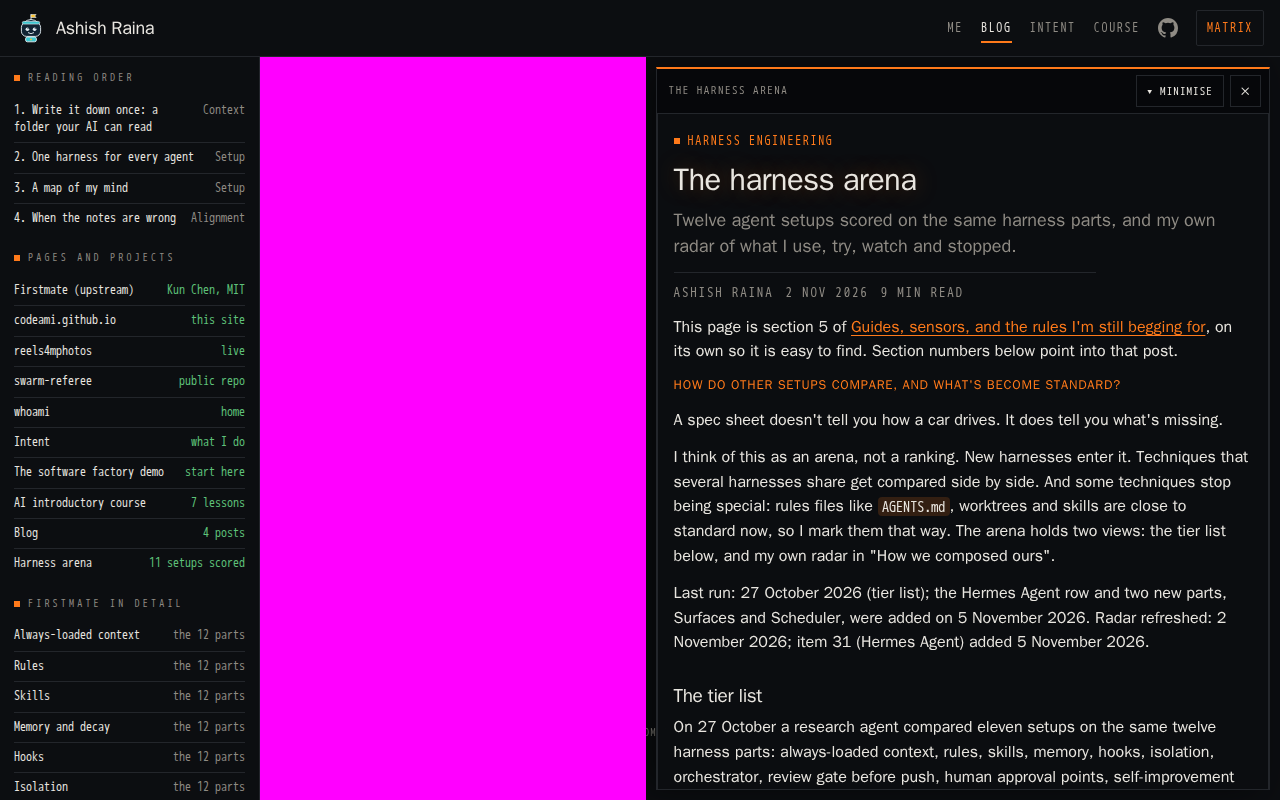 Ashish Raina
ME BLOG INTENT COURSE MATRIX
READING ORDER
1. Write it down once: a folder your AI can read Context
2. One harness for every agent Setup
3. A map of my mind Setup
4. When the notes are wrong Alignment
PAGES AND PROJECTS
Firstmate (upstream) Kun Chen, MIT
codeami.github.io this site
reels4mphotos live
swarm-referee public repo
whoami home
Intent what I do
The software factory demo start here
AI introductory course 7 lessons
Blog 4 posts
Harness arena 11 setups scored
FIRSTMATE IN DETAIL
Always-loaded context the 12 parts
Rules the 12 parts
Skills the 12 parts
Memory and decay the 12 parts
Hooks the 12 parts
Isolation the 12 parts
THE HARNESS ARENA
▾ MINIMISE ✕
HARNESS ENGINEERING
The harness arena
Twelve agent setups scored on the same harness parts, and my own
radar of what I use, try, watch and stopped.
ASHISH RAINA 2 NOV 2026 9 MIN READ
This page is section 5 of Guides, sensors, and the rules I'm still begging for, on
its own so it is easy to find. Section numbers below point into that post.
HOW DO OTHER SETUPS COMPARE, AND WHAT'S BECOME STANDARD?
A spec sheet doesn't tell you how a car drives. It does tell you what's missing.
I think of this as an arena, not a ranking. New harnesses enter it. Techniques that
several harnesses share get compared side by side. And some techniques stop
being special: rules files like AGENTS.md, worktrees and skills are close to
standard now, so I mark them that way. The arena holds two views: the tier list
below, and my own radar in "How we composed ours".
Last run: 27 October 2026 (tier list); the Hermes Agent row and two new parts,
Surfaces and Scheduler, were added on 5 November 2026. Radar refreshed: 2
November 2026; item 31 (Hermes Agent) added 5 November 2026.
The tier list
On 27 October a research agent compared eleven setups on the same twelve
harness parts: always-loaded context, rules, skills, memory, hooks, isolation,
orchestrator, review gate before push, human approval points, self-improvement